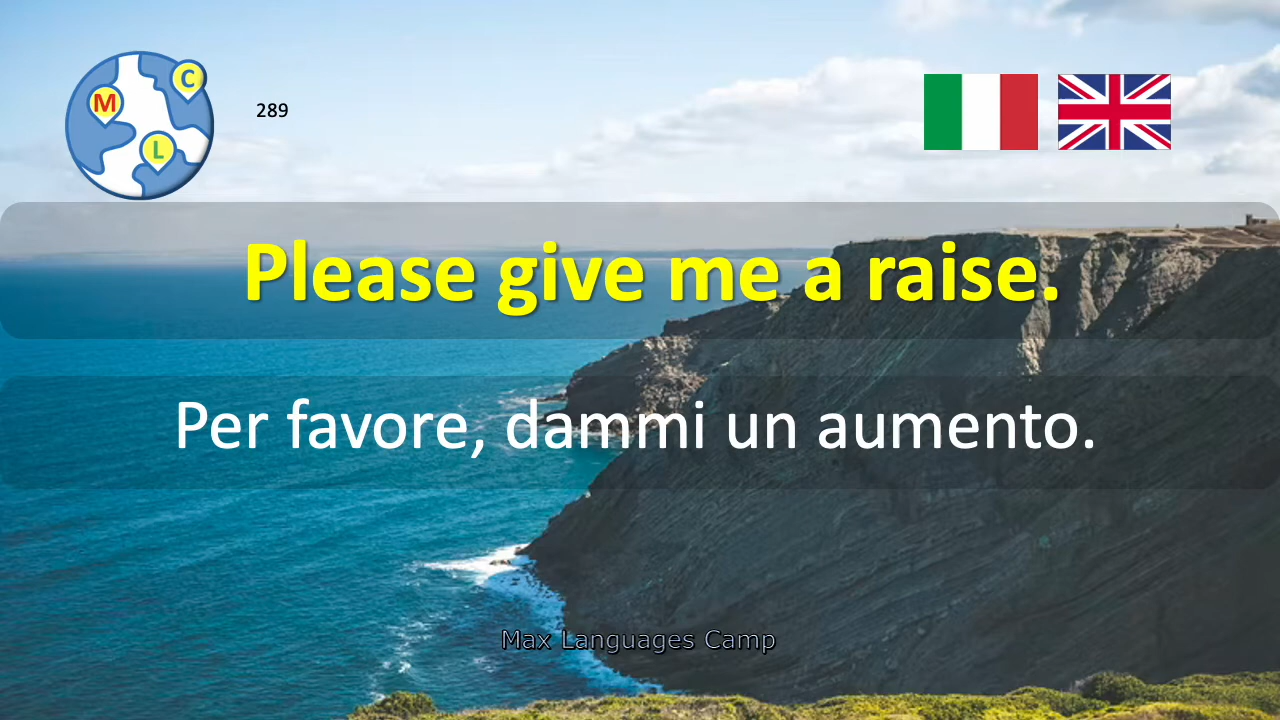 M
C
L
289
Please give me a raise.
Per favore, dammi un aumento.
Max Languages Camp